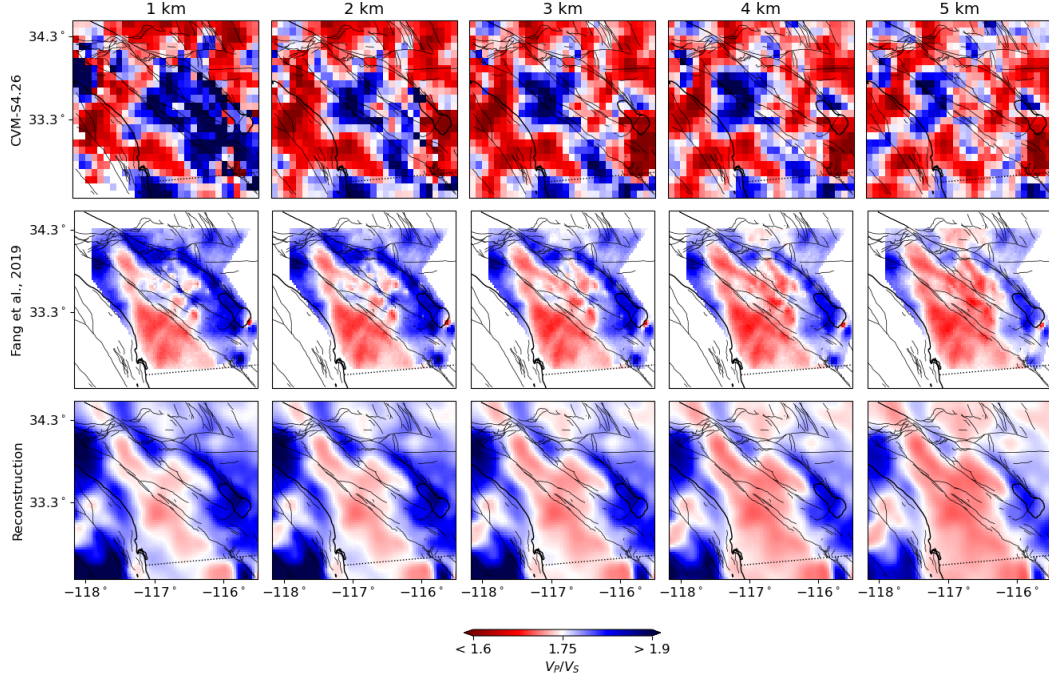 1 km 2 km 3 km 4 km 5 km
CVM-S4.26
34.3°
33.3°
Fang et al., 2019
34.3°
33.3°
Reconstruction
34.3°
33.3°
−118 −117 −116 −118 −117 −116 −118 −117 −116 −118 −117 −116 −118 −117 −116
< 1.6 1.75 > 1.9
V_P/V_S